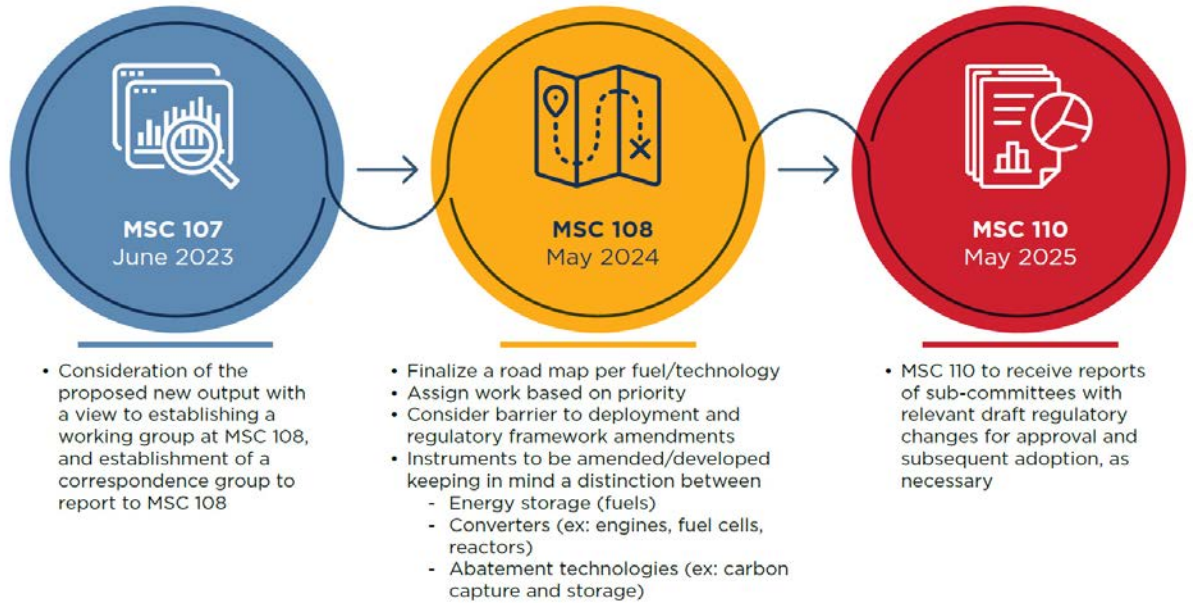 MSC 107
June 2023
• Consideration of the
proposed new output with
a view to establishing a
working group at MSC 108,
and establishment of a
correspondence group to
report to MSC 108
MSC 108
May 2024
• Finalize a road map per fuel/technology
• Assign work based on priority
• Consider barrier to deployment and
regulatory framework amendments
• Instruments to be amended/developed
keeping in mind a distinction between
- Energy storage (fuels)
- Converters (ex: engines, fuel cells,
reactors)
- Abatement technologies (ex: carbon
capture and storage)
MSC 110
May 2025
• MSC 110 to receive reports
of sub-committees with
relevant draft regulatory
changes for approval and
subsequent adoption, as
necessary